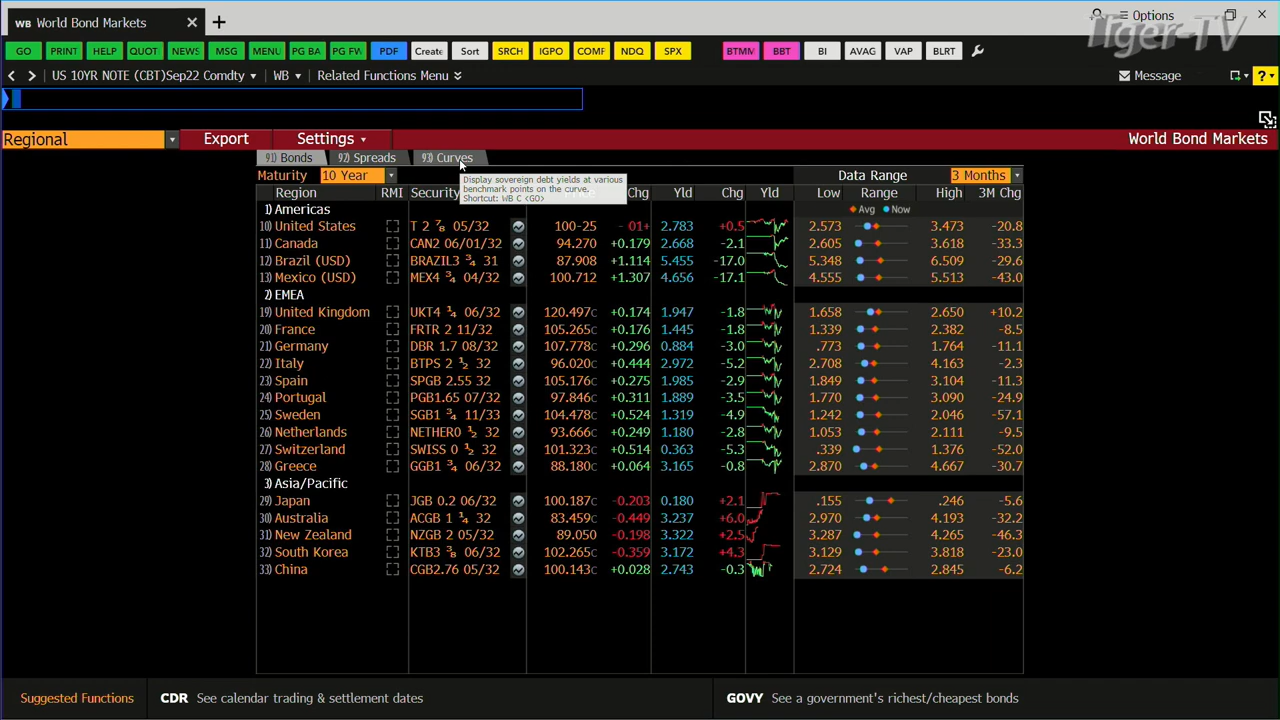 WB World Bond Markets
Options
Tiger-TV
GO PRINT HELP QUOT NEWS MSG MENU PG BA PG FW PDF Create Sort SRCH IGPO COMF NDQ SPX BTMM BBT BI AVAG VAP BLRT
US 10YR NOTE (CBT)Sep22 Comdty WB Related Functions Menu Message ?
Regional Export Settings World Bond Markets
91) Bonds 92) Spreads 93) Curves
Maturity 10 Year Data Range 3 Months
Display sovereign debt yields at various
benchmark points on the curve.
Shortcut: WB C <GO>
Region RMI Security Chg Yld Chg Yld Low Range High 3M Chg
1) Americas Avg Now
10) United States T 2 ⅞ 05/32 100-25 - 01+ 2.783 +0.5 2.573 3.473 -20.8
11) Canada CAN2 06/01/32 94.270 +0.179 2.668 -2.1 2.605 3.618 -33.3
12) Brazil (USD) BRAZIL3 ¾ 31 87.908 +1.114 5.455 -17.0 5.348 6.509 -29.6
13) Mexico (USD) MEX4 ¾ 04/32 100.712 +1.307 4.656 -17.1 4.555 5.513 -43.0
2) EMEA
19) United Kingdom UKT4 ¼ 06/32 120.497C +0.174 1.947 -1.8 1.658 2.650 +10.2
20) France FRTR 2 11/32 105.265C +0.176 1.445 -1.8 1.339 2.382 -8.5
21) Germany DBR 1.7 08/32 107.778C +0.296 0.884 -3.0 .773 1.764 -11.1
22) Italy BTPS 2 ½ 32 96.020C +0.444 2.972 -5.2 2.708 4.163 -2.3
23) Spain SPGB 2.55 32 105.176C +0.275 1.985 -2.9 1.849 3.104 -11.3
24) Portugal PGB1.65 07/32 97.846C +0.311 1.889 -3.5 1.770 3.090 -24.9
25) Sweden SGB1 ¾ 11/33 104.478C +0.524 1.319 -4.9 1.242 2.046 -57.1
26) Netherlands NETHER0 ½ 32 93.666C +0.249 1.180 -2.8 1.053 2.111 -9.5
27) Switzerland SWISS 0 ½ 32 101.323C +0.514 0.363 -5.3 .339 1.376 -52.0
28) Greece GGB1 ¾ 06/32 88.180C +0.064 3.165 -0.8 2.870 4.667 -30.7
3) Asia/Pacific
29) Japan JGB 0.2 06/32 100.187C -0.203 0.180 +2.1 .155 .246 -5.6
30) Australia ACGB 1 ¼ 32 83.459C -0.449 3.237 +6.0 2.970 4.193 -32.2
31) New Zealand NZGB 2 05/32 89.050 -0.198 3.322 +2.5 3.287 4.265 -46.3
32) South Korea KTB3 ⅜ 06/32 102.265C -0.359 3.172 +4.3 3.129 3.818 -23.0
33) China CGB2.76 05/32 100.143C +0.028 2.743 -0.3 2.724 2.845 -6.2
Suggested Functions CDR See calendar trading & settlement dates GOVY See a government's richest/cheapest bonds